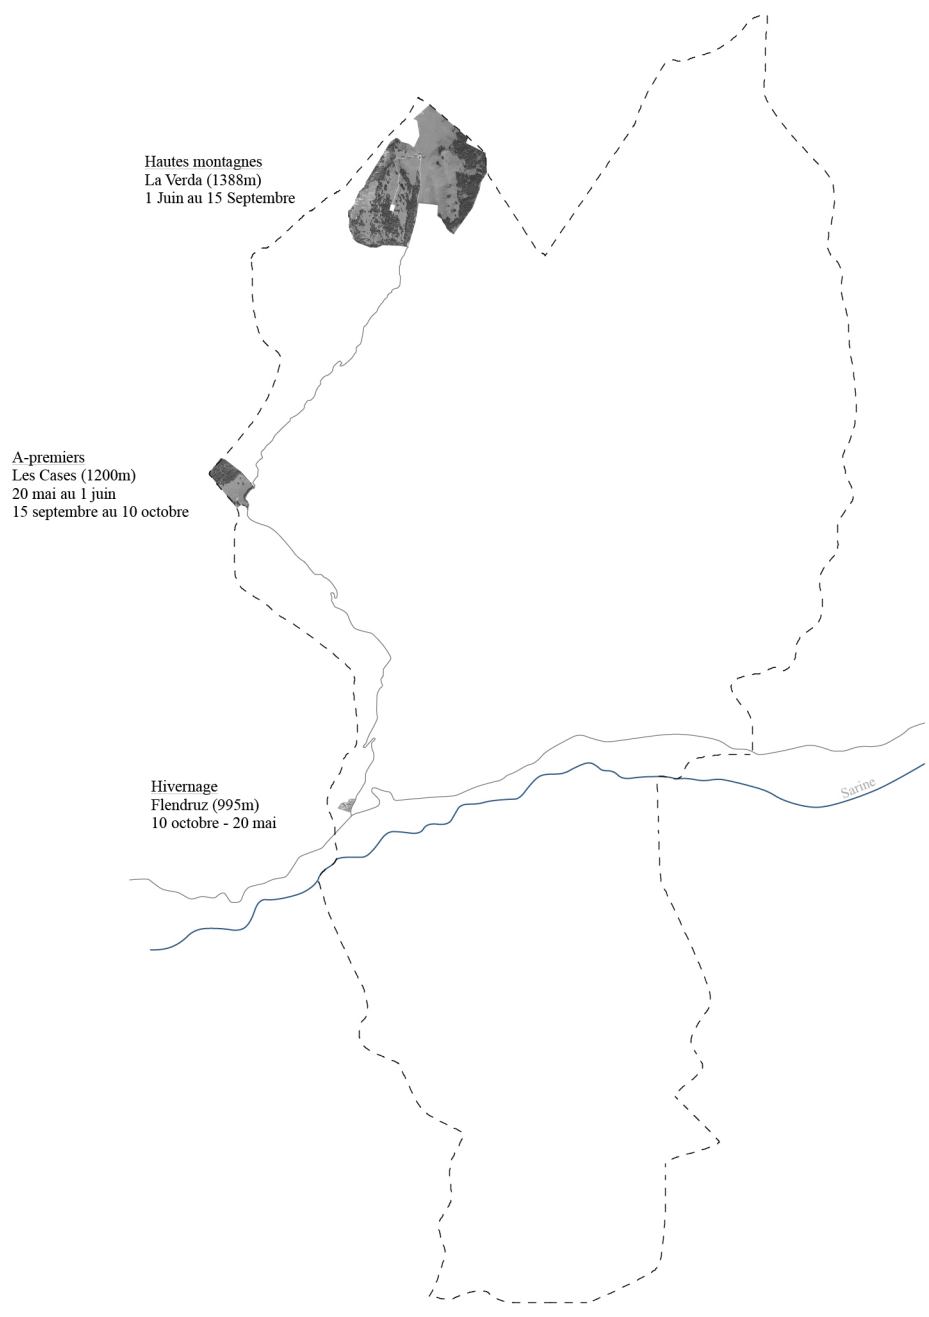 Hautes montagnes
La Verda (1388m)
1 Juin au 15 Septembre
A-premiers
Les Cases (1200m)
20 mai au 1 juin
15 septembre au 10 octobre
Hivernage
Flendruz (995m)
10 octobre - 20 mai
Sarine